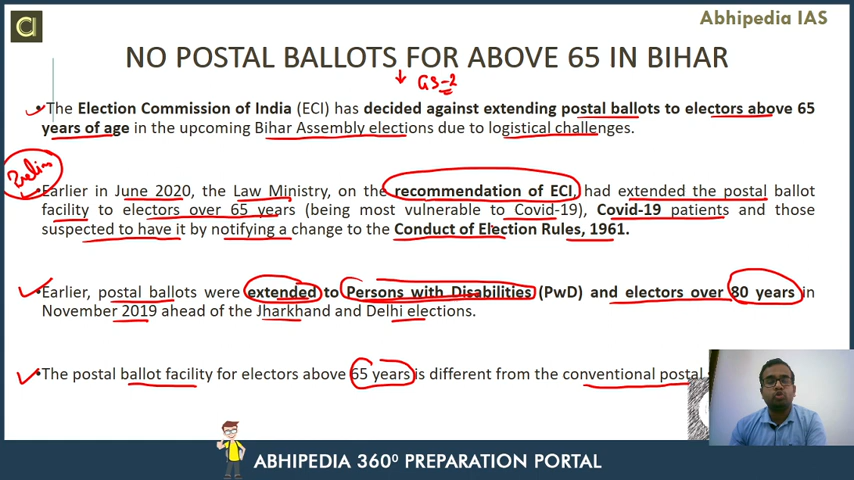 Abhipedia IAS
NO POSTAL BALLOTS FOR ABOVE 65 IN BIHAR
GS-2
• The Election Commission of India (ECI) has decided against extending postal ballots to electors above 65
years of age in the upcoming Bihar Assembly elections due to logistical challenges.
Prelims
• Earlier in June 2020, the Law Ministry, on the recommendation of ECI, had extended the postal ballot
facility to electors over 65 years (being most vulnerable to Covid-19), Covid-19 patients and those
suspected to have it by notifying a change to the Conduct of Election Rules, 1961.
• Earlier, postal ballots were extended to Persons with Disabilities (PwD) and electors over 80 years in
November 2019 ahead of the Jharkhand and Delhi elections.
• The postal ballot facility for electors above 65 years is different from the conventional postal
ABHIPEDIA 360⁰ PREPARATION PORTAL